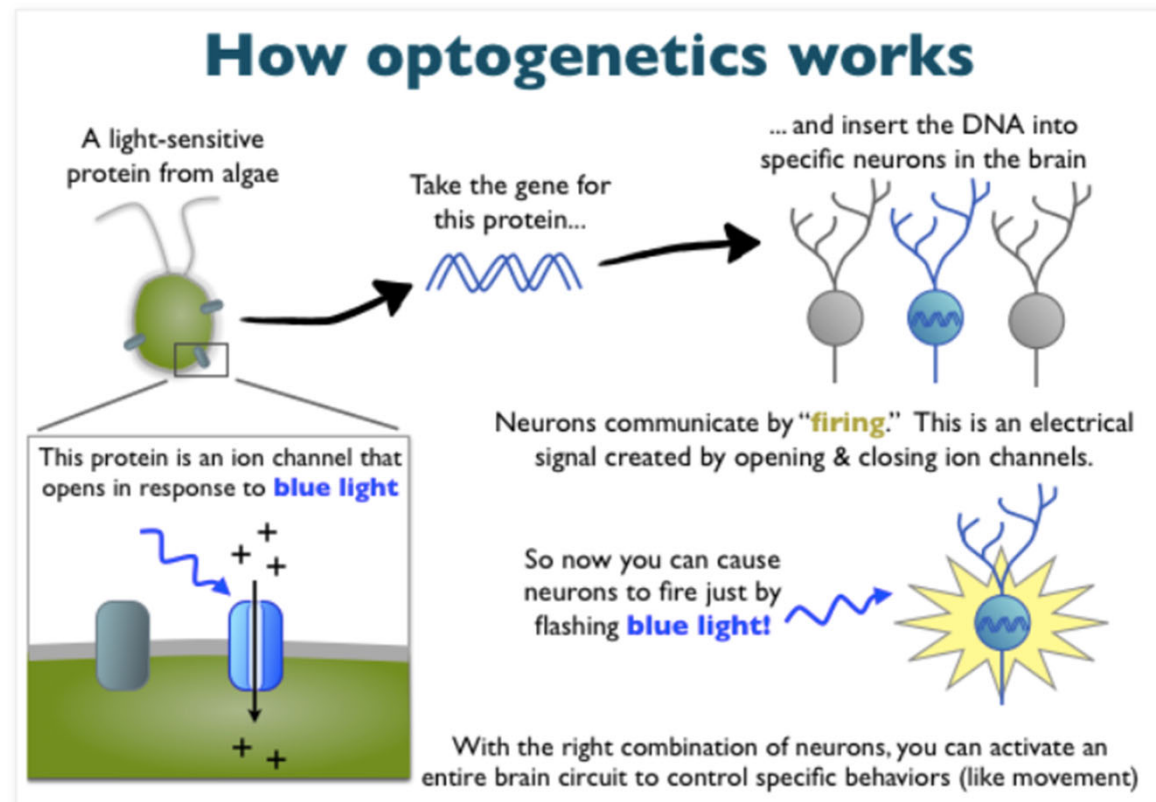 How optogenetics works
A light-sensitive
protein from algae
Take the gene for
this protein...
... and insert the DNA into
specific neurons in the brain
This protein is an ion channel that
opens in response to blue light
+
+
+
+
+
Neurons communicate by “firing.” This is an electrical
signal created by opening & closing ion channels.
So now you can cause
neurons to fire just by
flashing blue light!
With the right combination of neurons, you can activate an
entire brain circuit to control specific behaviors (like movement)